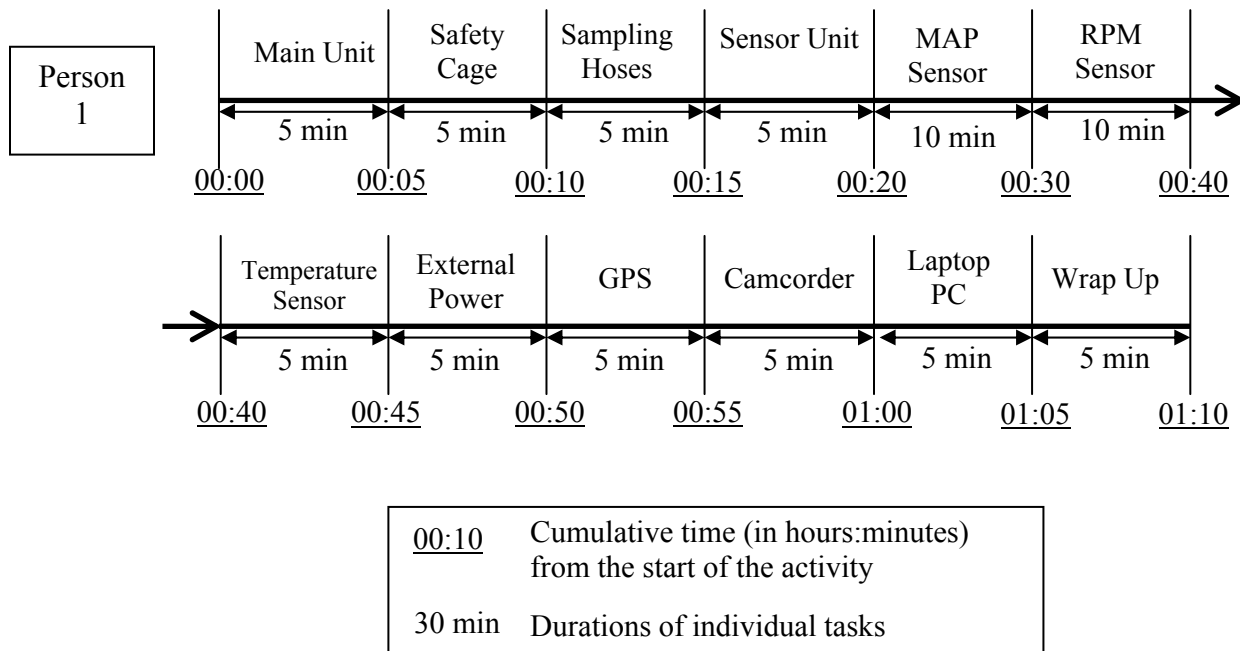 Person
1
Main Unit
Safety
Cage
Sampling
Hoses
Sensor Unit
MAP
Sensor
RPM
Sensor
5 min
5 min
5 min
5 min
10 min
10 min
00:00
00:05
00:10
00:15
00:20
00:30
00:40
Temperature
Sensor
External
Power
GPS
Camcorder
Laptop
PC
Wrap Up
5 min
5 min
5 min
5 min
5 min
5 min
00:40
00:45
00:50
00:55
01:00
01:05
01:10
00:10 Cumulative time (in hours:minutes)
from the start of the activity
30 min Durations of individual tasks